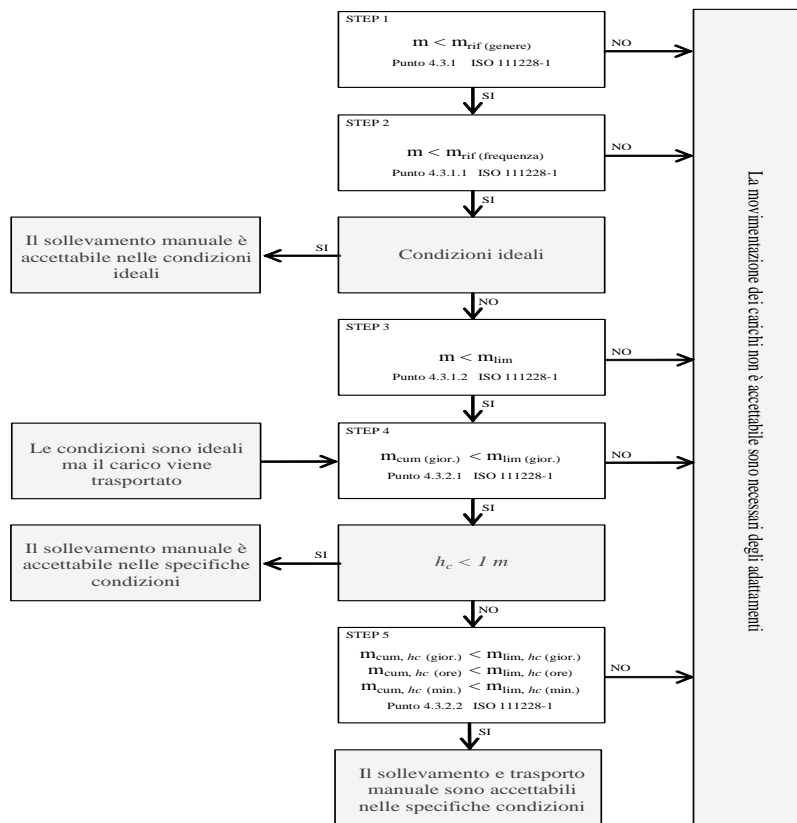 STEP 1
m < mrif (genere)
Punto 4.3.1 ISO 111228-1
NO
SI
STEP 2
m < mrif (frequenza)
Punto 4.3.1.1 ISO 111228-1
NO
SI
Il sollevamento manuale è
accettabile nelle condizioni
ideali
SI
Condizioni ideali
NO
STEP 3
m < mlim
Punto 4.3.1.2 ISO 111228-1
NO
SI
Le condizioni sono ideali
ma il carico viene
trasportato
STEP 4
mcum (gior.) < mlim (gior.)
Punto 4.3.2.1 ISO 111228-1
NO
SI
Il sollevamento manuale è
accettabile nelle specifiche
condizioni
SI
hc < 1 m
NO
STEP 5
mcum, hc (gior.) < mlim, hc (gior.)
mcum, hc (ore) < mlim, hc (ore)
mcum, hc (min.) < mlim, hc (min.)
Punto 4.3.2.2 ISO 111228-1
NO
SI
Il sollevamento e trasporto
manuale sono accettabili
nelle specifiche condizioni
La movimentazione dei carichi non è accettabile sono necessari degli adattamenti